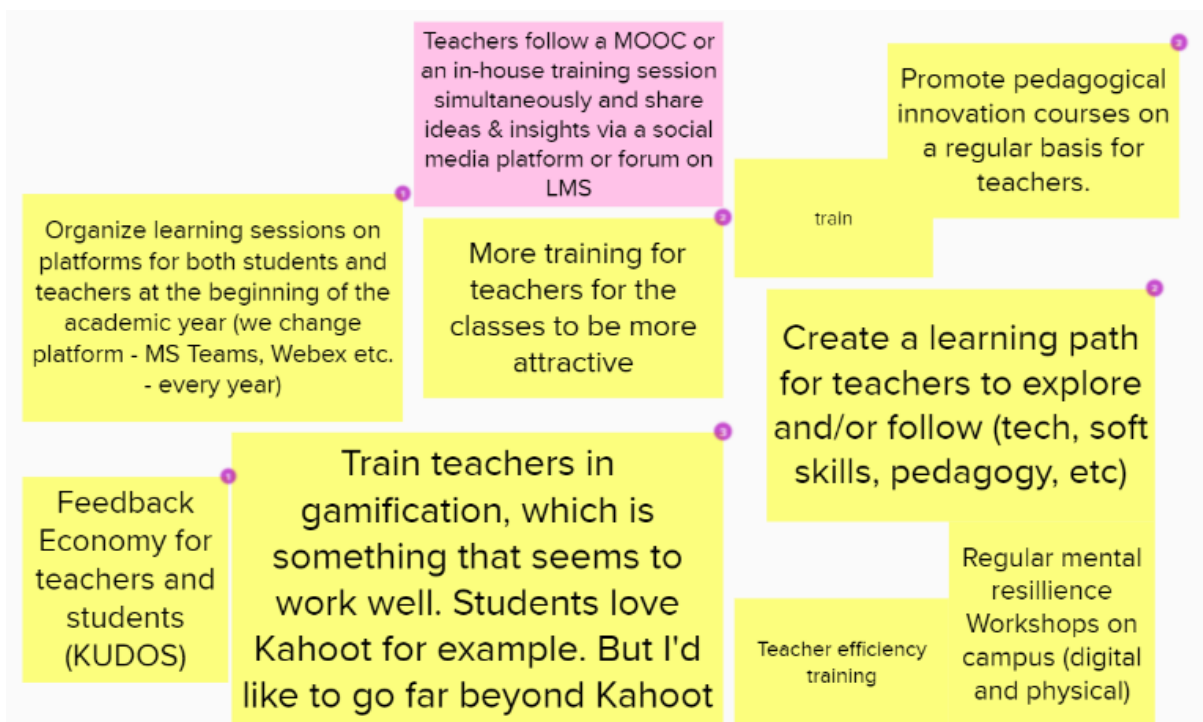 Teachers follow a MOOC or
an in-house training session
simultaneously and share
ideas & insights via a social
media platform or forum on
LMS
3
Promote pedagogical
innovation courses on
a regular basis for
teachers.
train
1
Organize learning sessions on
platforms for both students and
teachers at the beginning of the
academic year (we change
platform - MS Teams, Webex etc.
- every year)
2
More training for
teachers for the
classes to be more
attractive
2
Create a learning path
for teachers to explore
and/or follow (tech, soft
skills, pedagogy, etc)
1
Feedback
Economy for
teachers and
students
(KUDOS)
3
Train teachers in
gamification, which is
something that seems to
work well. Students love
Kahoot for example. But I'd
like to go far beyond Kahoot
Teacher efficiency
training
Regular mental
resillience
Workshops on
campus (digital
and physical)